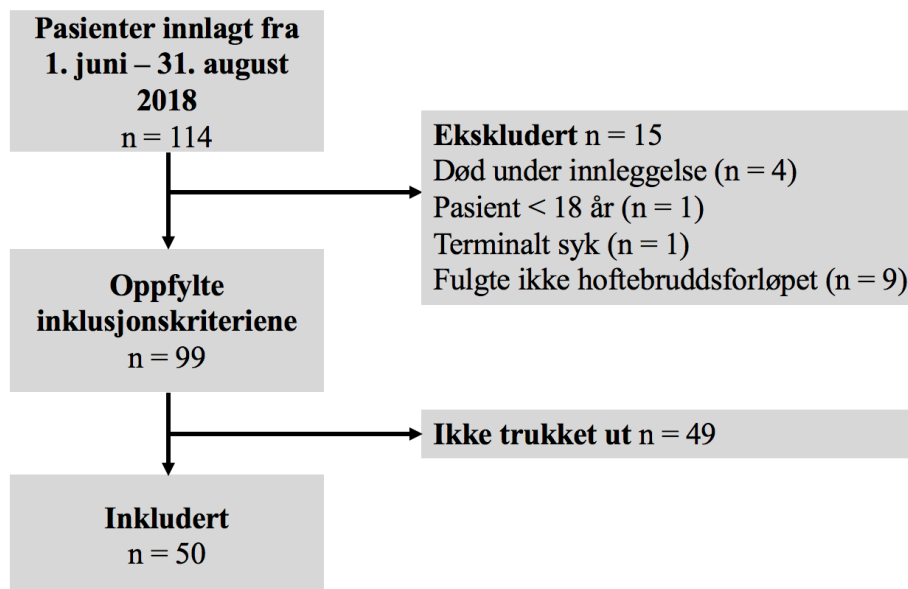 Pasienter innlagt fra
1. juni – 31. august
2018
n = 114
Ekskludert n = 15
Død under innleggelse (n = 4)
Pasient < 18 år (n = 1)
Terminalt syk (n = 1)
Fulgte ikke hoftebruddsforløpet (n = 9)
Oppfylte
inklusjonskriteriene
n = 99
Ikke trukket ut n = 49
Inkludert
n = 50